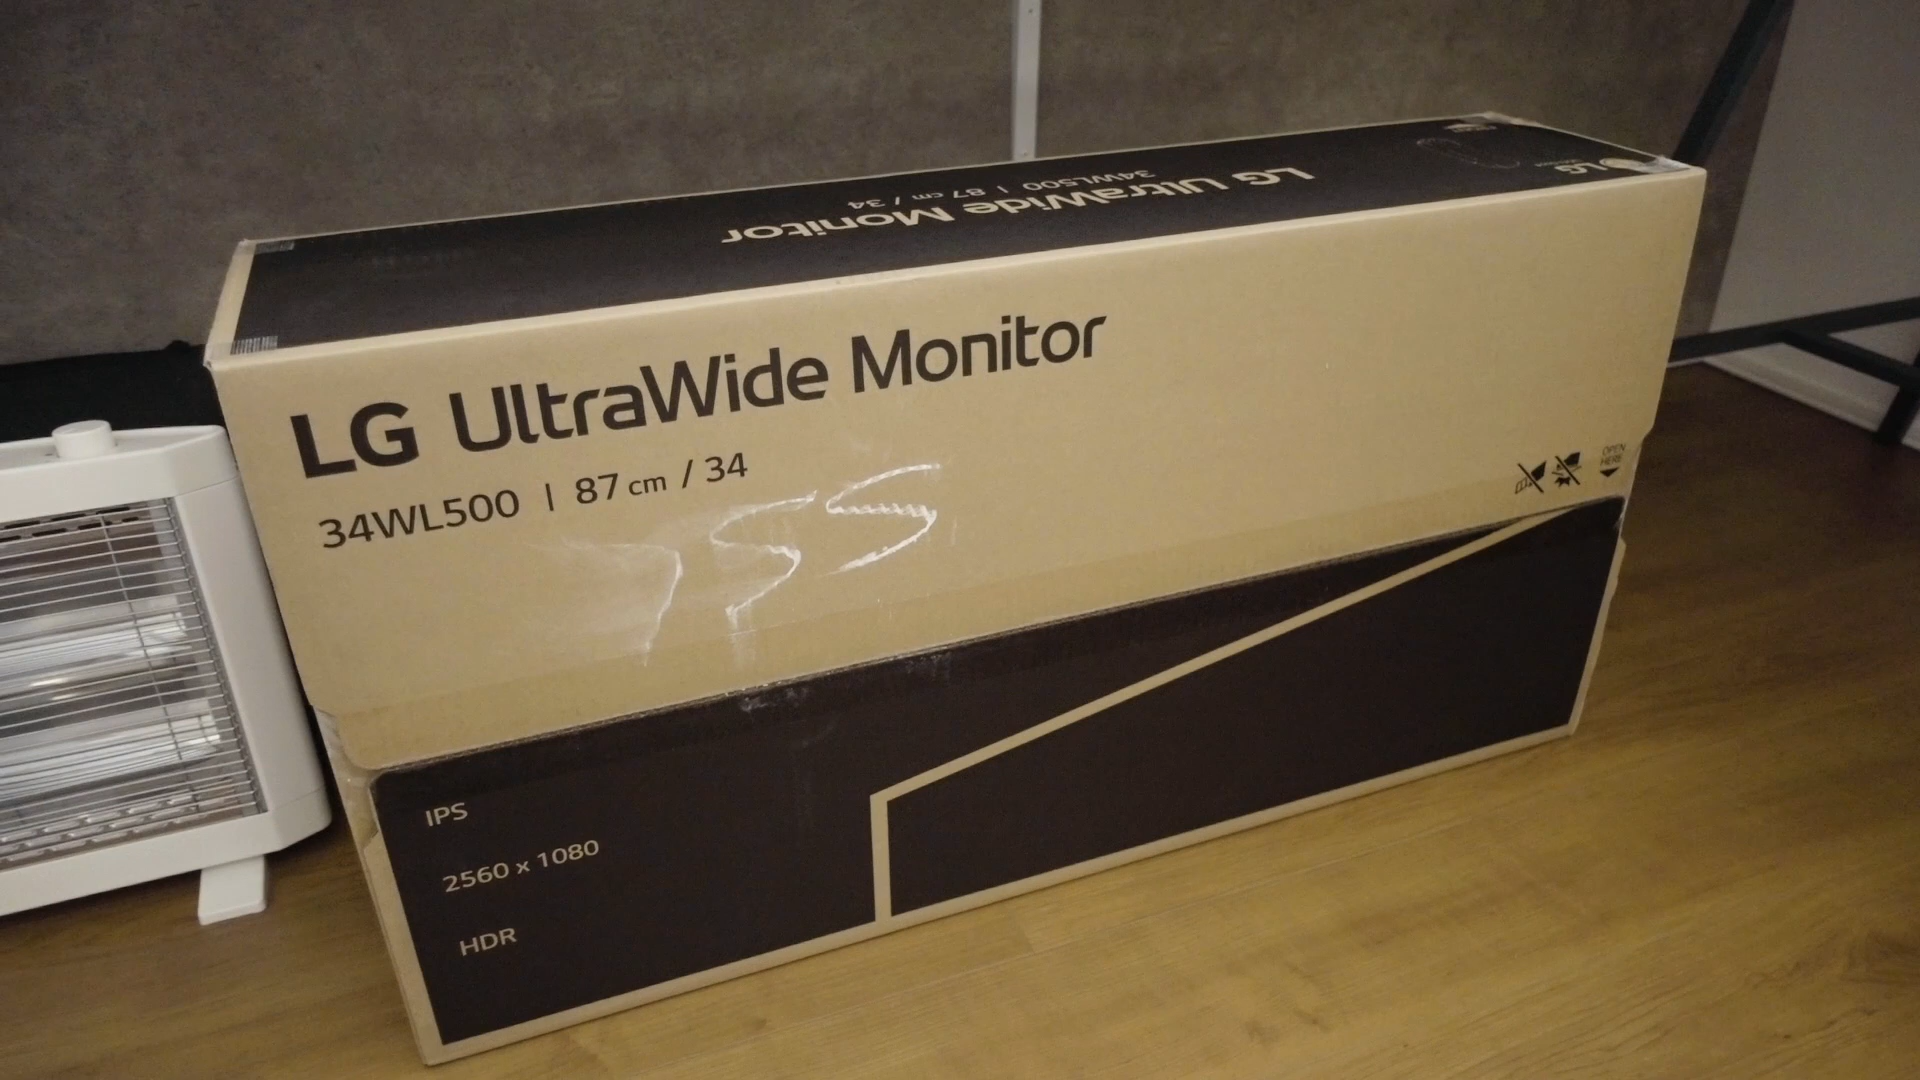 LG UltraWide Monitor
34WL500 | 87 cm / 34
LG
LG UltraWide Monitor
34WL500 | 87 cm / 34
OPEN
HERE
IPS
2560 x 1080
HDR